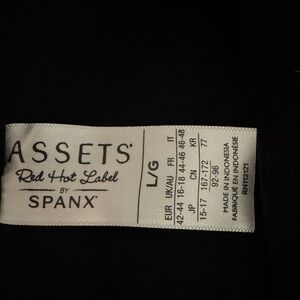 ASSETS®
Red Hot Label
BY
SPANX®
L/G
EUR UK/AU FR IT
42-44 16-18 44-46 46-48
JP CN KR
15-17 167-172 77
92-96
MADE IN INDONESIA
FABRIQUÉ EN INDONÉSIE
RN112121